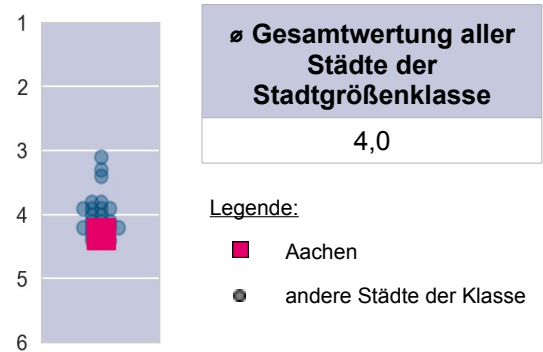 1
2
3
4
5
6
ø Gesamtwertung aller
Städte der
Stadtgrößenklasse
4,0
Legende:
Aachen
andere Städte der Klasse